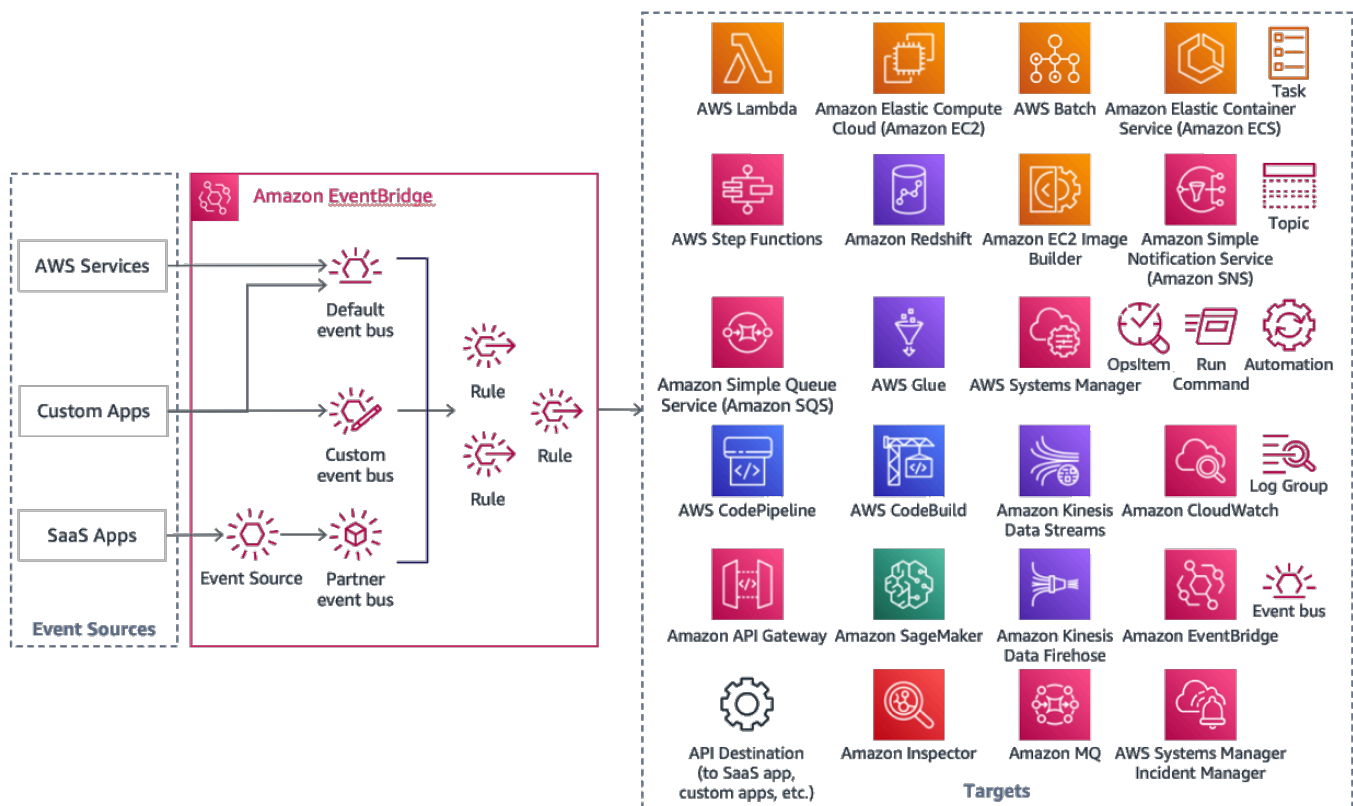 AWS Lambda
Amazon Elastic Compute
Cloud (Amazon EC2)
AWS Batch
Amazon Elastic Container
Service (Amazon ECS)
Task
Amazon EventBridge
AWS Services
Default
event bus
Custom Apps
Custom
event bus
SaaS Apps
Event Source
Partner
event bus
Rule
Rule
Rule
Event Sources
AWS Step Functions
Amazon Redshift
Amazon EC2 Image
Builder
Amazon Simple
Notification Service
(Amazon SNS)
Topic
Amazon Simple Queue
Service (Amazon SQS)
AWS Glue
AWS Systems Manager
OpsItem
Run
Command
Automation
AWS CodePipeline
AWS CodeBuild
Amazon Kinesis
Data Streams
Amazon CloudWatch
Log Group
Amazon API Gateway
Amazon SageMaker
Amazon Kinesis
Data Firehose
Amazon EventBridge
Event bus
API Destination
(to SaaS app,
custom apps, etc.)
Amazon Inspector
Amazon MQ
AWS Systems Manager
Incident Manager
Targets